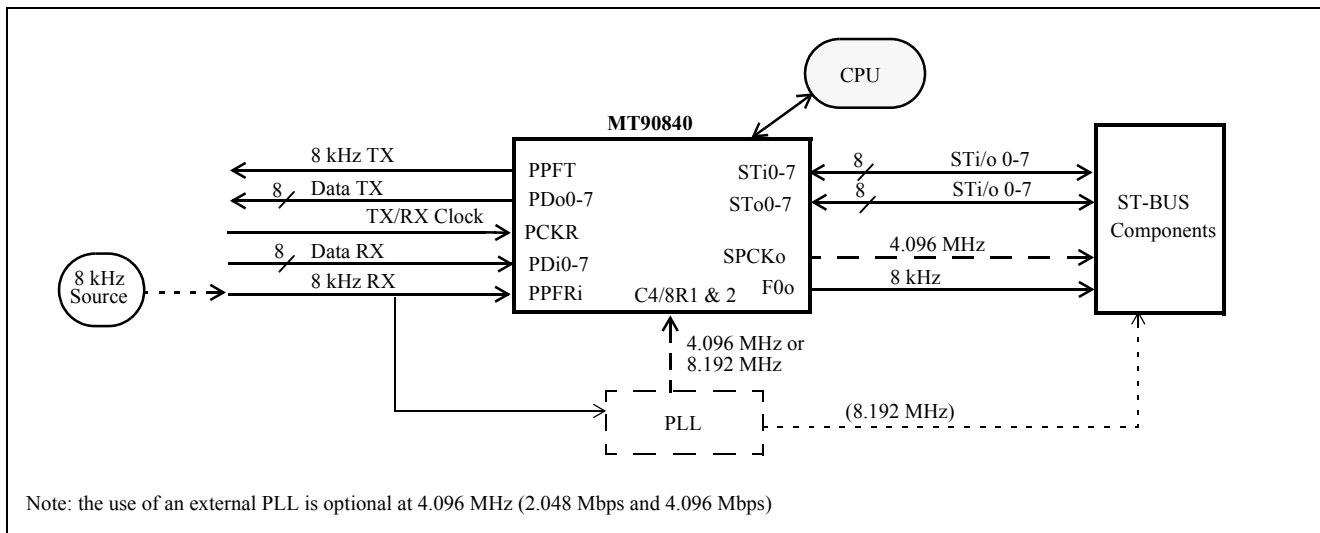 CPU
MT90840
8 kHz TX
PPFT
STi0-7
8
STi/o 0-7
8
Data TX
PDo0-7
STo0-7
8
STi/o 0-7
ST-BUS
Components
TX/RX Clock
PCKR
8
Data RX
PDi0-7
SPCKo
4.096 MHz
8 kHz
Source
8 kHz RX
PPFRi
C4/8R1 & 2
F0o
8 kHz
4.096 MHz or
8.192 MHz
PLL
(8.192 MHz)
Note: the use of an external PLL is optional at 4.096 MHz (2.048 Mbps and 4.096 Mbps)